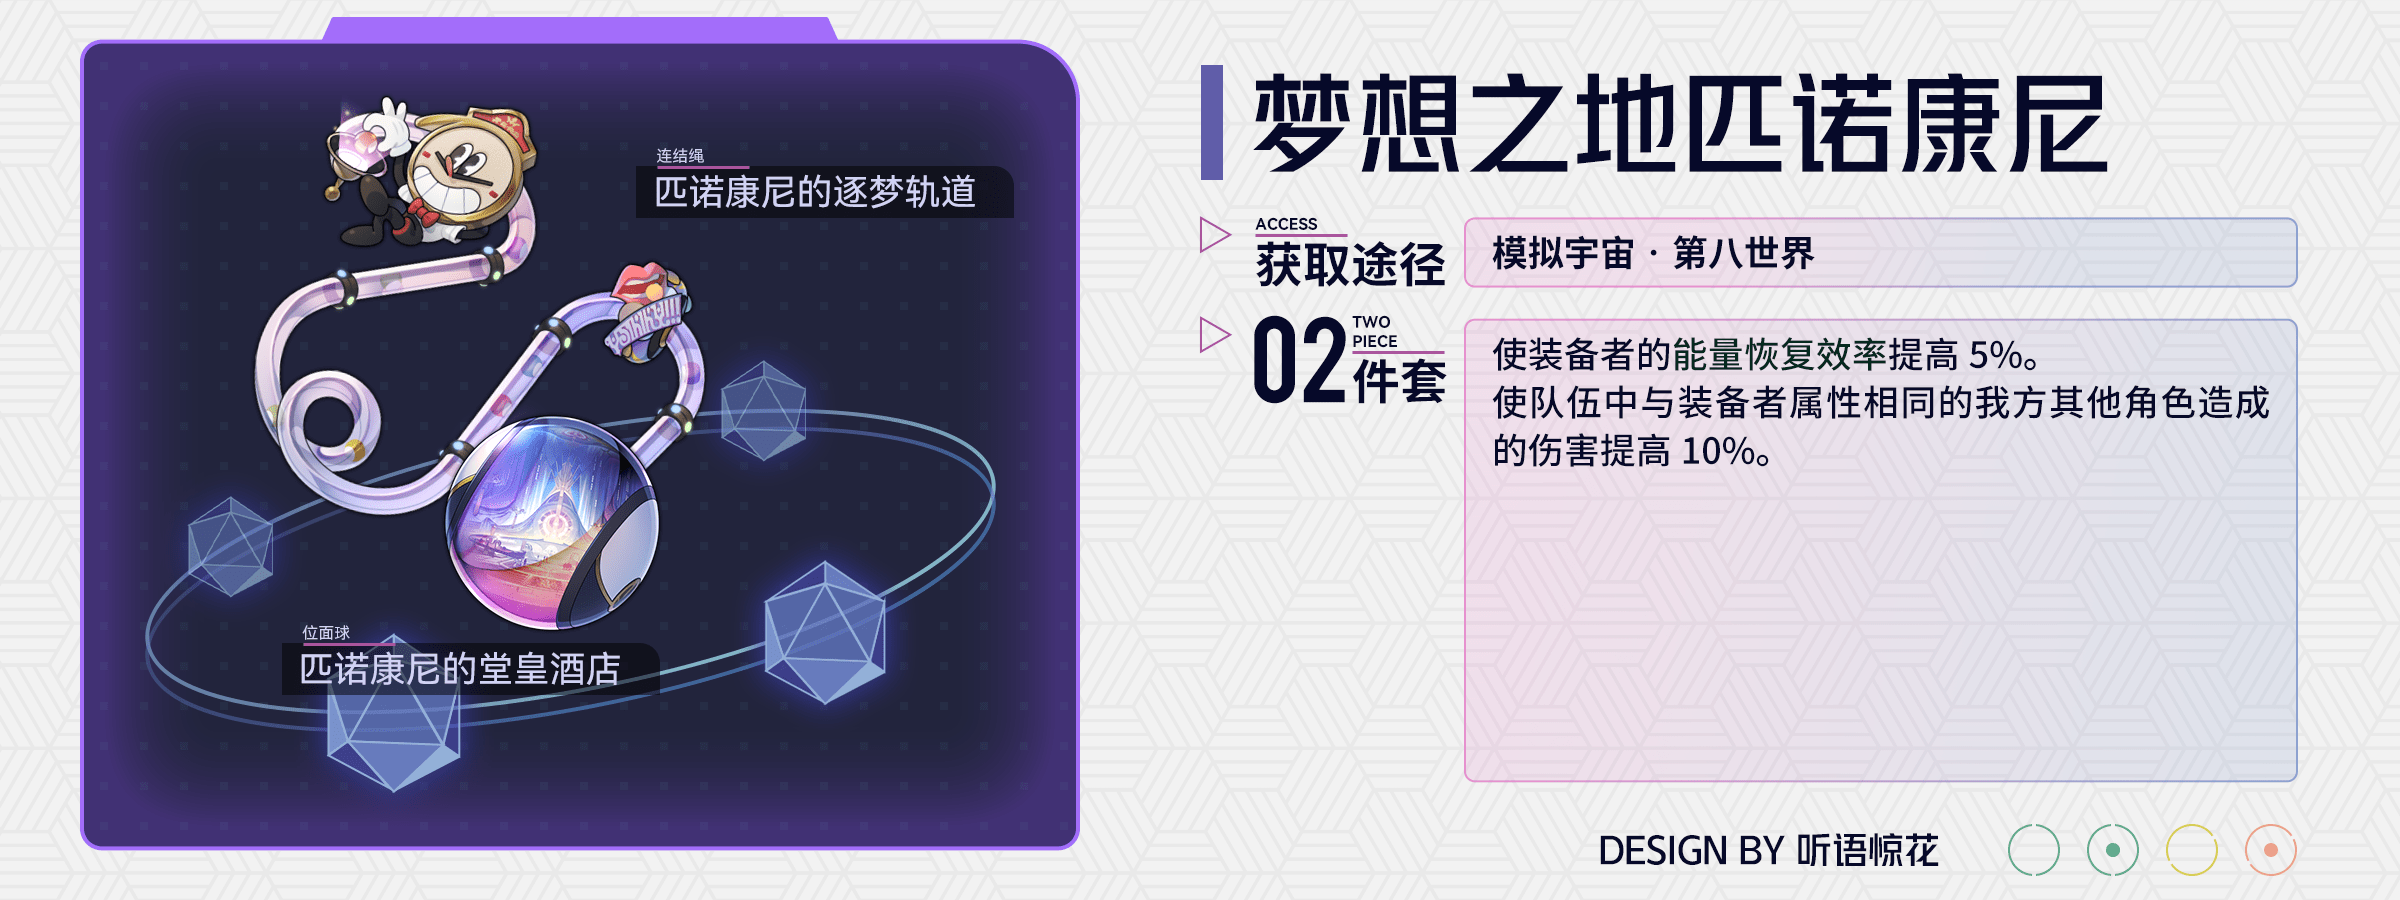 连结绳
匹诺康尼的逐梦轨道
位面球
匹诺康尼的堂皇酒店
梦想之地匹诺康尼
ACCESS
获取途径
模拟宇宙 · 第八世界
02
TWO
PIECE
件套
使装备者的能量恢复效率提高 5%。
使队伍中与装备者属性相同的我方其他角色造成
的伤害提高 10%。
DESIGN BY 听语惊花